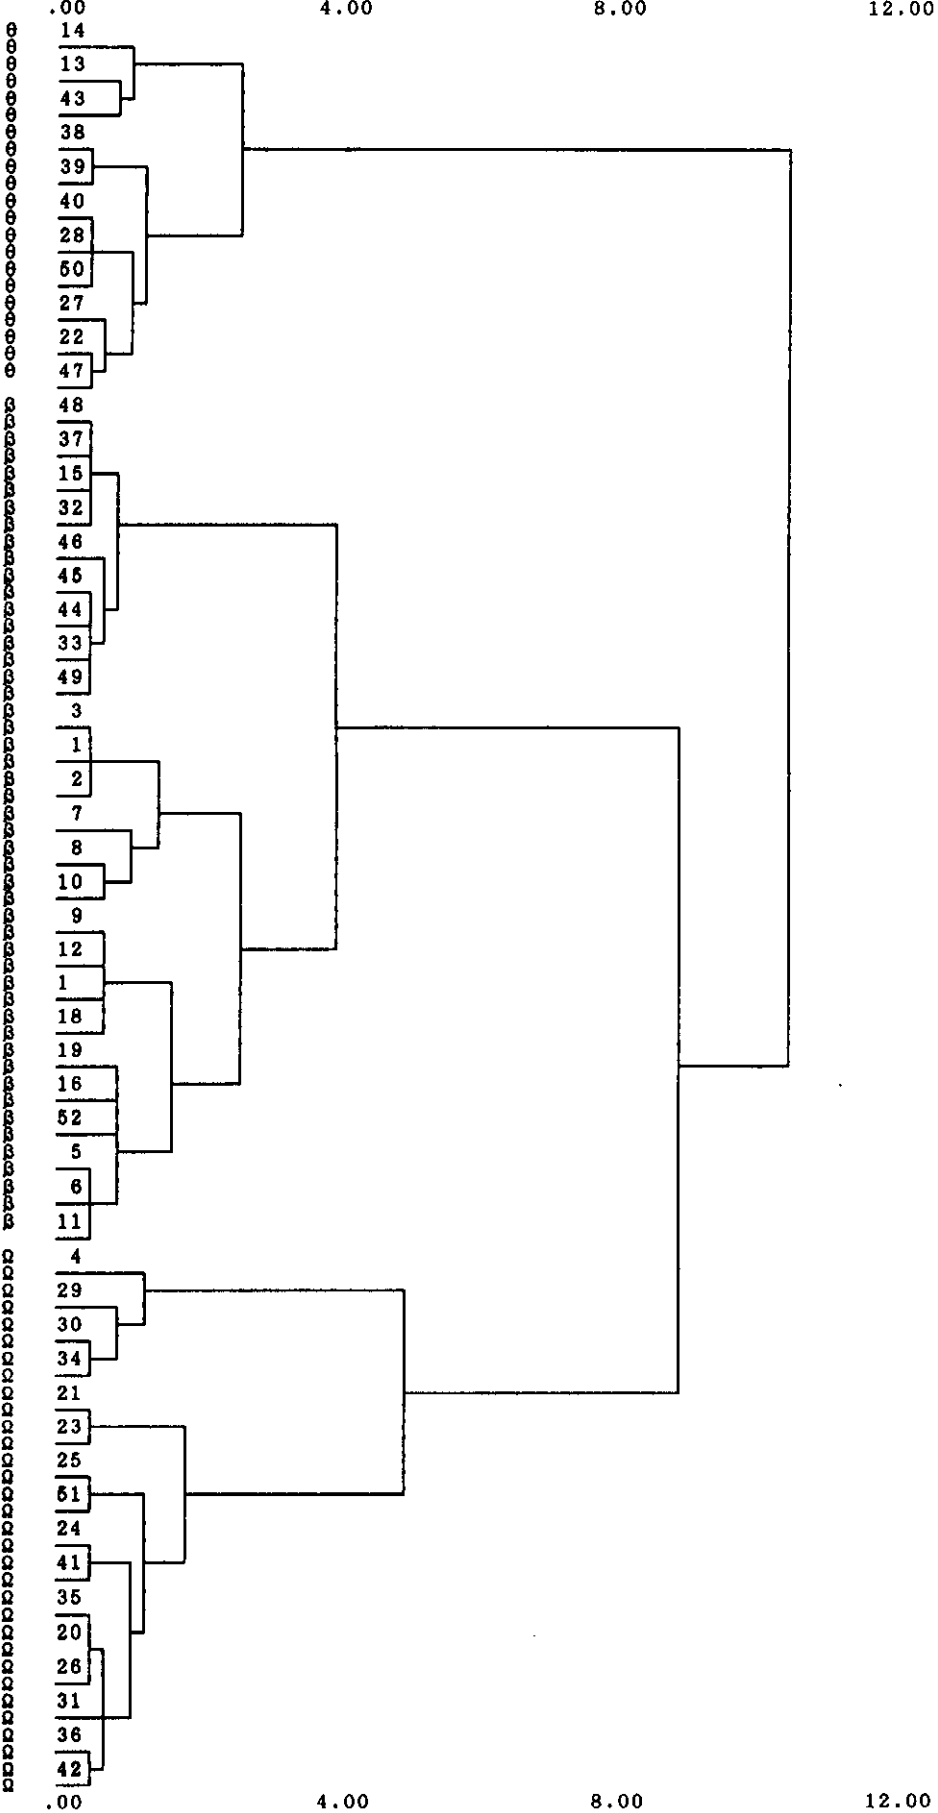 .00 4.00 8.00 12.00
θ 14
θ
θ 13
θ
θ 43
θ
θ 38
θ
θ 39
θ
θ 40
θ
θ 28
θ
θ 50
θ
θ 27
θ
θ 22
θ
θ 47
β 48
β
β 37
β
β 15
β
β 32
β
β 46
β
β 45
β
β 44
β
β 33
β
β 49
β
β 3
β
β 1
β
β 2
β
β 7
β
β 8
β
β 10
β
β 9
β
β 12
β
β 1
β
β 18
β
β 19
β
β 16
β
β 52
β
β 5
β
β 6
β
β 11
Ω 4
Ω
Ω 29
Ω
Ω 30
Ω
Ω 34
Ω
Ω 21
Ω
Ω 23
Ω
Ω 25
Ω
Ω 51
Ω
Ω 24
Ω
Ω 41
Ω
Ω 35
Ω
Ω 20
Ω
Ω 26
Ω
Ω 31
Ω
Ω 36
Ω
Ω 42
Ω
.00 4.00 8.00 12.00